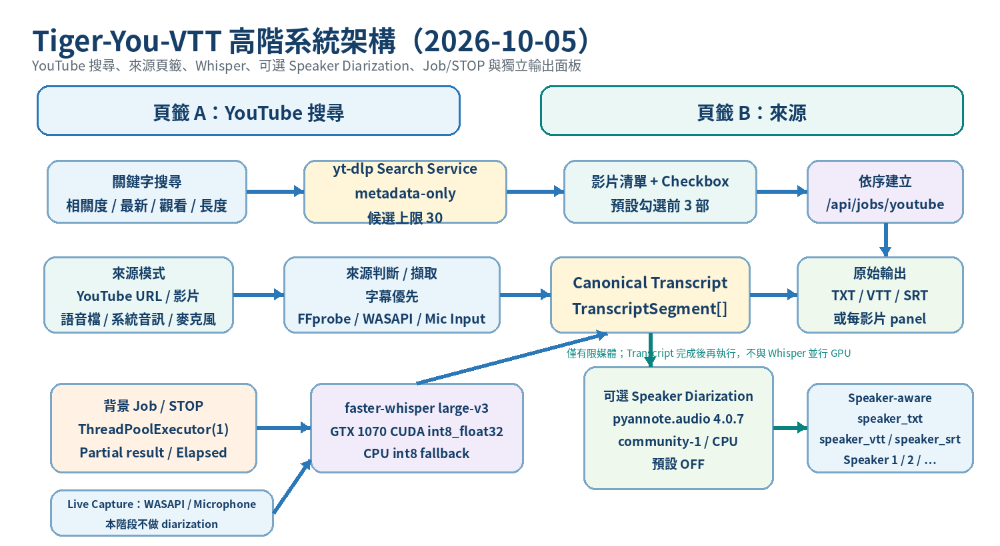 Tiger-You-VTT 高階系統架構（2026-10-05）
YouTube 搜尋、來源頁籤、Whisper、可選 Speaker Diarization、Job/STOP 與獨立輸出面板
頁籤 A：YouTube 搜尋
頁籤 B：來源
關鍵字搜尋
相關度 / 最新 / 觀看 / 長度
yt-dlp Search Service
metadata-only
候選上限 30
影片清單 + Checkbox
預設勾選前 3 部
依序建立
/api/jobs/youtube
來源模式
YouTube URL / 影片
語音檔 / 系統音訊 / 麥克風
來源判斷 / 擷取
字幕優先
FFprobe / WASAPI / Mic Input
Canonical Transcript
TranscriptSegment[]
原始輸出
TXT / VTT / SRT
或每影片 panel
僅有限媒體；Transcript 完成後再執行，不與 Whisper 並行 GPU
背景 Job / STOP
ThreadPoolExecutor(1)
Partial result / Elapsed
faster-whisper large-v3
GTX 1070 CUDA int8_float32
CPU int8 fallback
可選 Speaker Diarization
pyannote.audio 4.0.7
community-1 / CPU
預設 OFF
Speaker-aware
speaker_txt
speaker_vtt / speaker_srt
Speaker 1 / 2 / …
Live Capture：WASAPI / Microphone
本階段不做 diarization